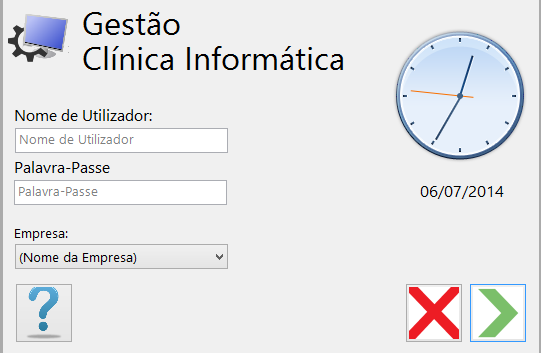 Gestão
Clínica Informática
Nome de Utilizador:
Nome de Utilizador
Palavra-Passe
Palavra-Passe
06/07/2014
Empresa:
(Nome da Empresa)